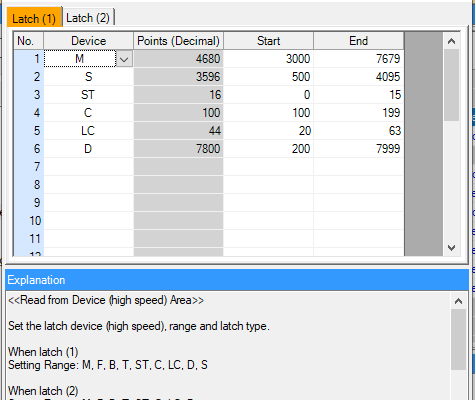 Latch (1) Latch (2)
No. Device Points (Decimal) Start End
1 M 4680 3000 7679
2 S 3596 500 4095
3 ST 16 0 15
4 C 100 100 199
5 LC 44 20 63
6 D 7800 200 7999
7
8
9
10
11
Explanation
<<Read from Device (high speed) Area>>
Set the latch device (high speed), range and latch type.
When latch (1)
Setting Range: M, F, B, T, ST, C, LC, D, S
When latch (2)